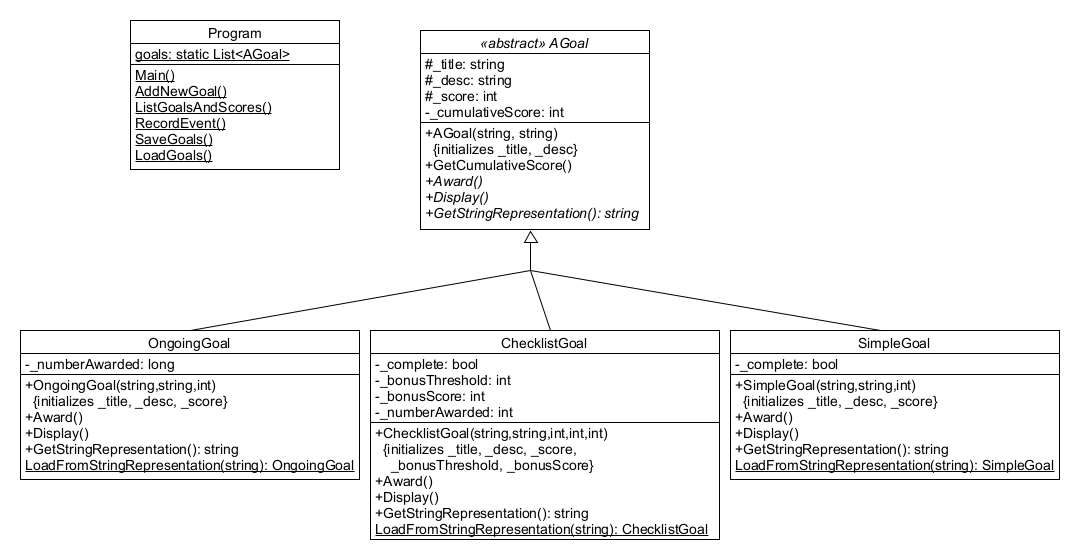 Program
goals: static List<AGoal>
Main()
AddNewGoal()
ListGoalsAndScores()
RecordEvent()
SaveGoals()
LoadGoals()
«abstract» AGoal
#_title: string
#_desc: string
#_score: int
-_cumulativeScore: int
+AGoal(string, string)
{initializes _title, _desc}
+GetCumulativeScore()
+Award()
+Display()
+GetStringRepresentation(): string
OngoingGoal
-_numberAwarded: long
+OngoingGoal(string,string,int)
{initializes _title, _desc, _score}
+Award()
+Display()
+GetStringRepresentation(): string
LoadFromStringRepresentation(string): OngoingGoal
ChecklistGoal
-_complete: bool
-_bonusThreshold: int
-_bonusScore: int
-_numberAwarded: int
+ChecklistGoal(string,string,int,int,int)
{initializes _title, _desc, _score,
_bonusThreshold, _bonusScore}
+Award()
+Display()
+GetStringRepresentation(): string
LoadFromStringRepresentation(string): ChecklistGoal
SimpleGoal
-_complete: bool
+SimpleGoal(string,string,int)
{initializes _title, _desc, _score}
+Award()
+Display()
+GetStringRepresentation(): string
LoadFromStringRepresentation(string): SimpleGoal